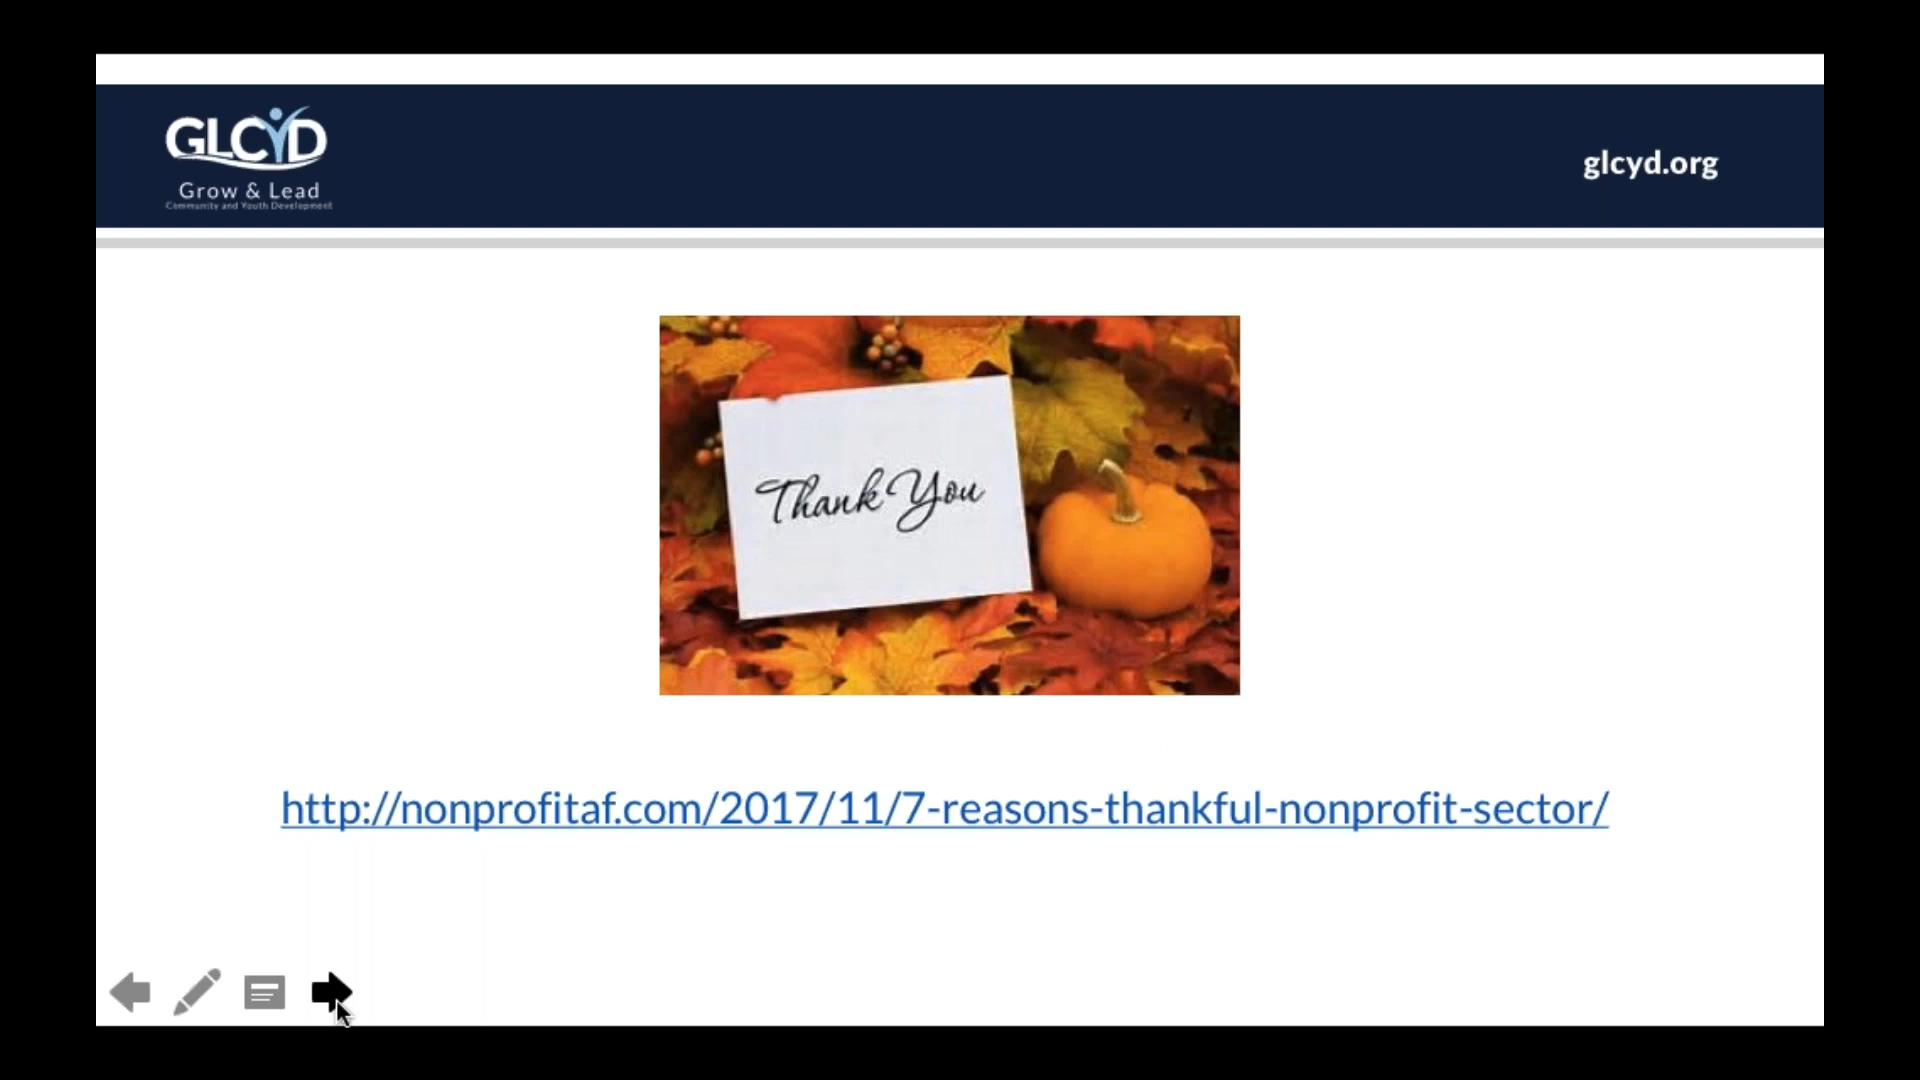 GLCYD
Grow & Lead
Community and Youth Development
glcyd.org
Thank You
http://nonprofitaf.com/2017/11/7-reasons-thankful-nonprofit-sector/